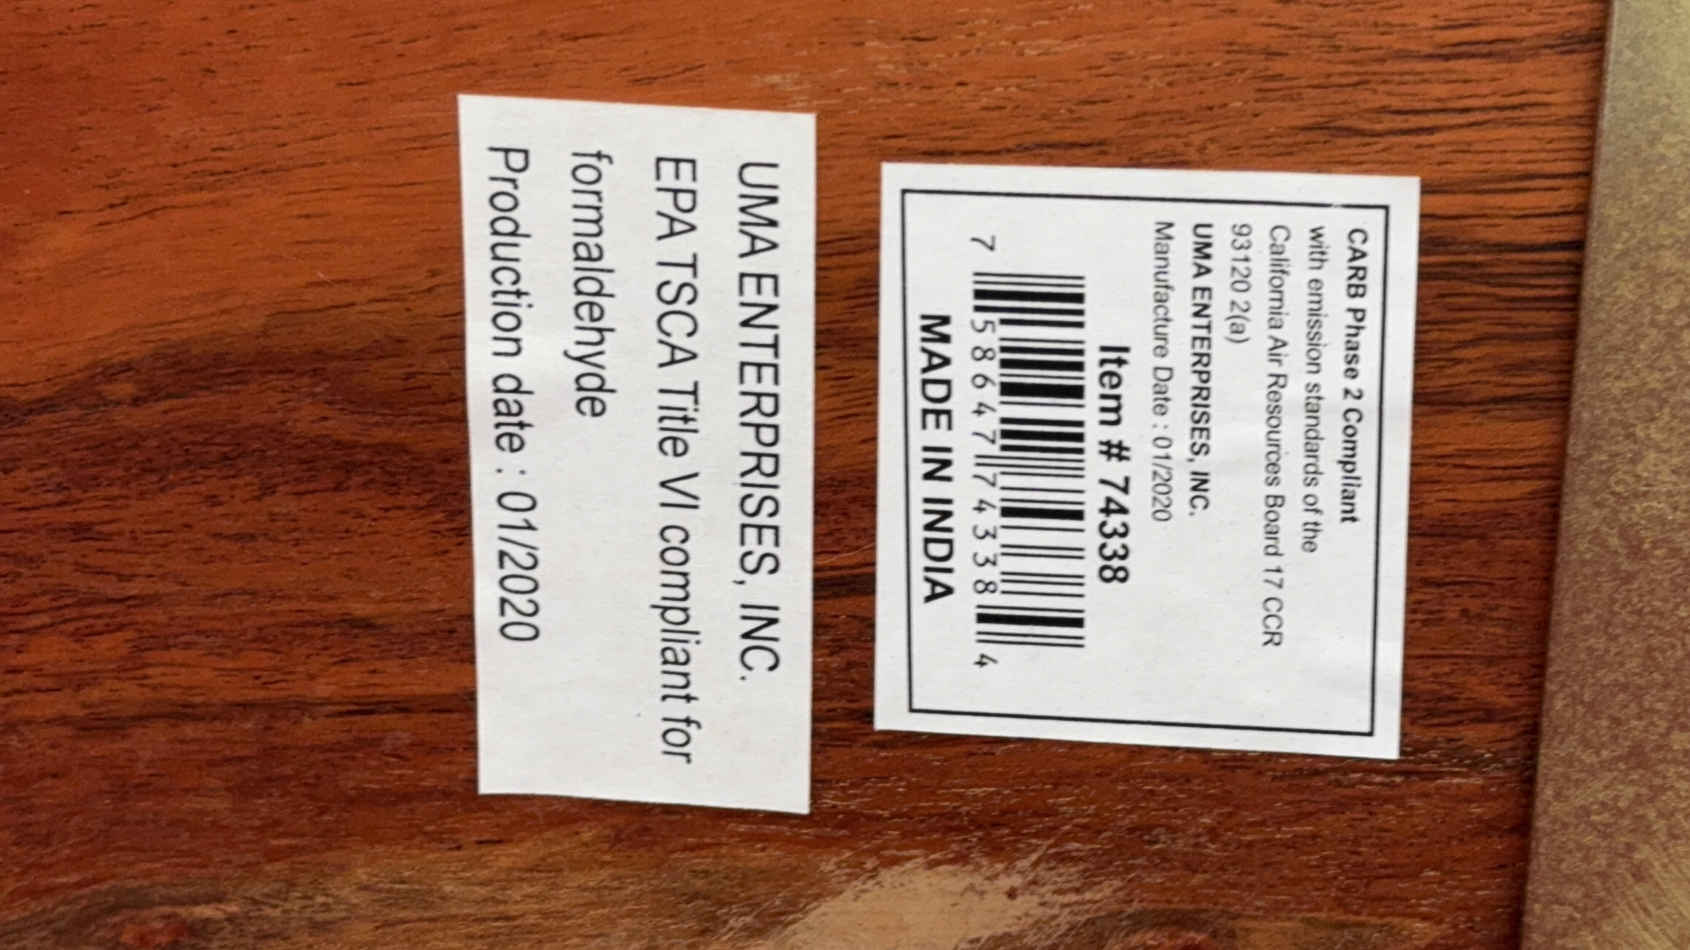 CARB Phase 2 Compliant
with emission standards of the
California Air Resources Board 17 CCR
93120 2(a)
UMA ENTERPRISES, INC.
Manufacture Date : 01/2020
Item # 74338
7 58647 74338 4
MADE IN INDIA
UMA ENTERPRISES, INC.
EPA TSCA Title VI compliant for
formaldehyde
Production date : 01/2020